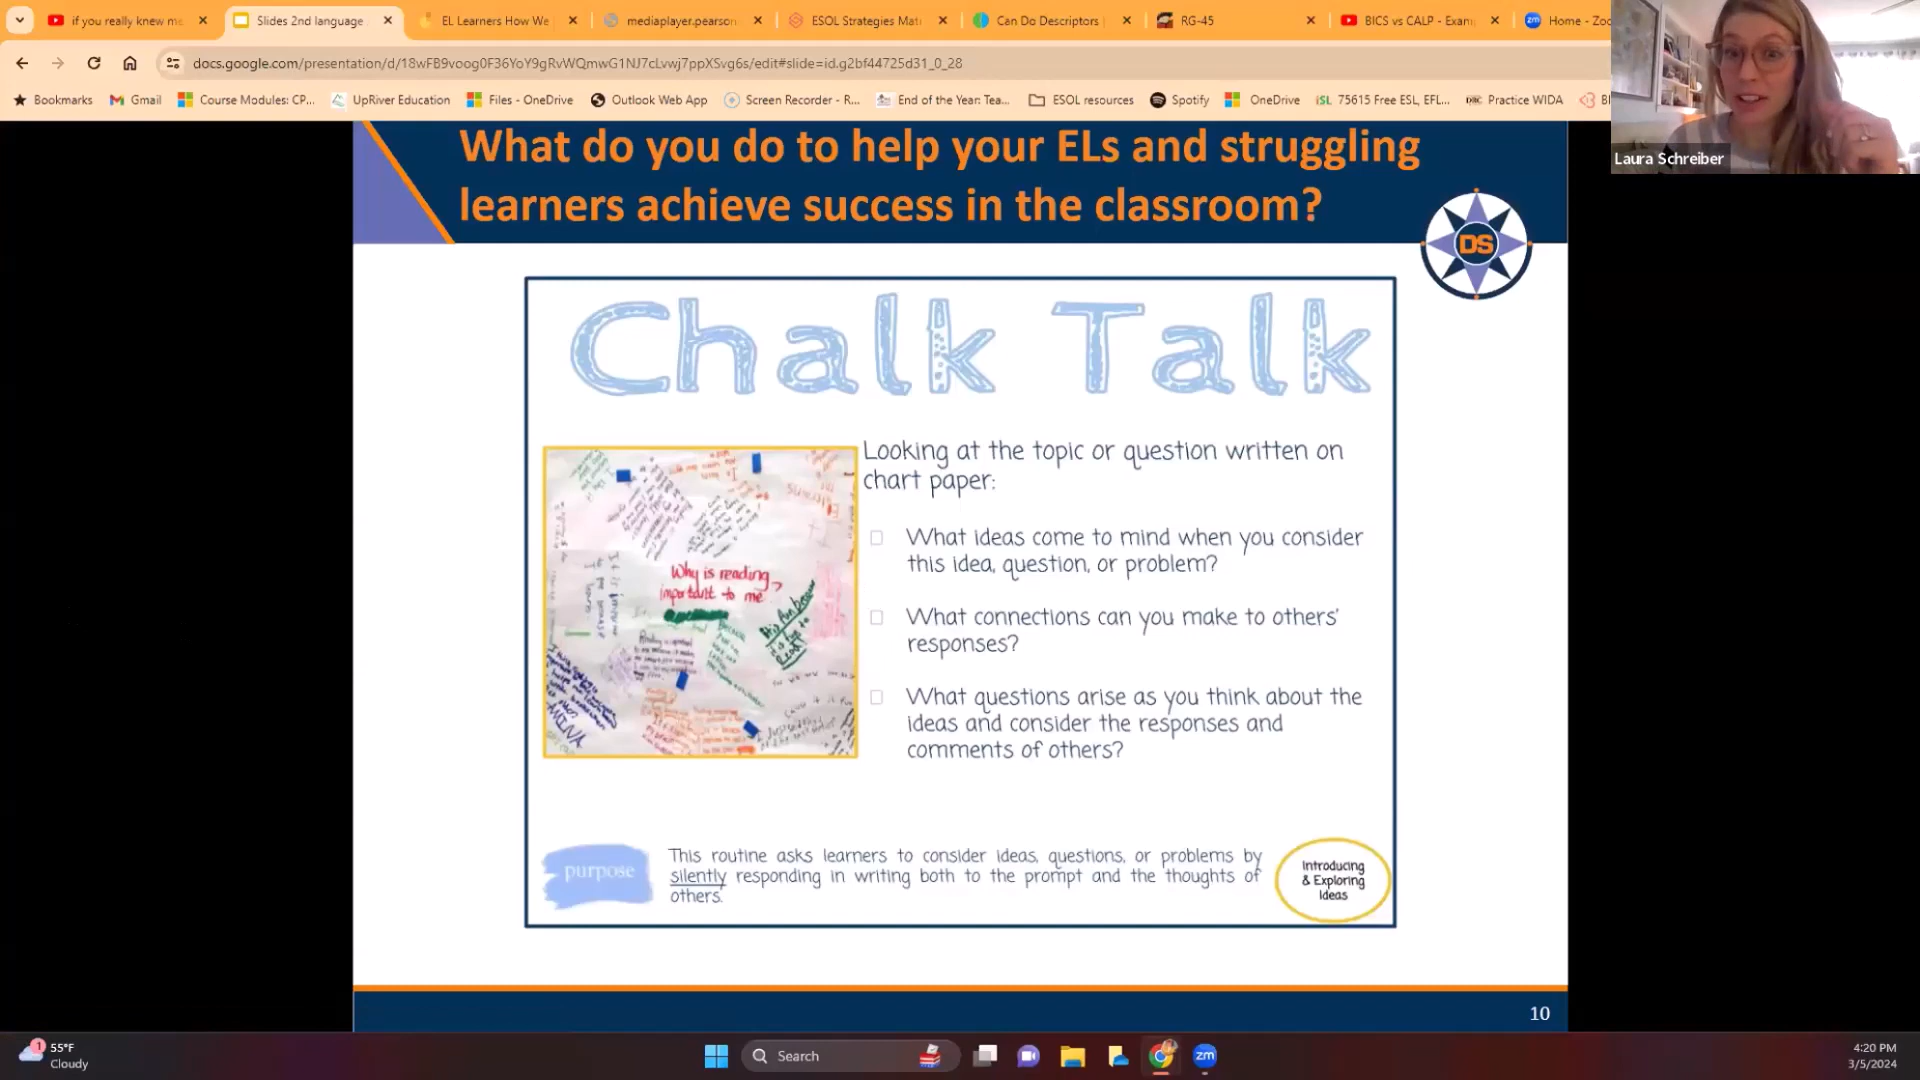 if you really knew me
Slides 2nd language
EL Learners How We
mediaplayer.pearson
ESOL Strategies Mat
Can Do Descriptors
RG-45
BICS vs CALP - Exam
Home - Zoo
docs.google.com/presentation/d/18wFB9voog0F36YoY9gRvWQmwG1NJ7cLvwj7ppXSvg6s/edit#slide=id.g2bf44725d31_0_28
Bookmarks
Gmail
Course Modules: CP...
UpRiver Education
Files - OneDrive
Outlook Web App
Screen Recorder - R...
End of the Year: Tea...
ESOL resources
Spotify
OneDrive
75615 Free ESL, EFL...
Practice WIDA
Laura Schreiber
What do you do to help your ELs and struggling
learners achieve success in the classroom?
DS
Chalk Talk
Looking at the topic or question written on
chart paper:
What ideas come to mind when you consider
this idea, question, or problem?
What connections can you make to others'
responses?
What questions arise as you think about the
ideas and consider the responses and
comments of others?
Why is reading
important to me?
purpose
This routine asks learners to consider ideas, questions, or problems by
silently responding in writing both to the prompt and the thoughts of
others.
Introducing
& Exploring
Ideas
10
1
55°F
Cloudy
Search
zm
4:20 PM
3/5/2024